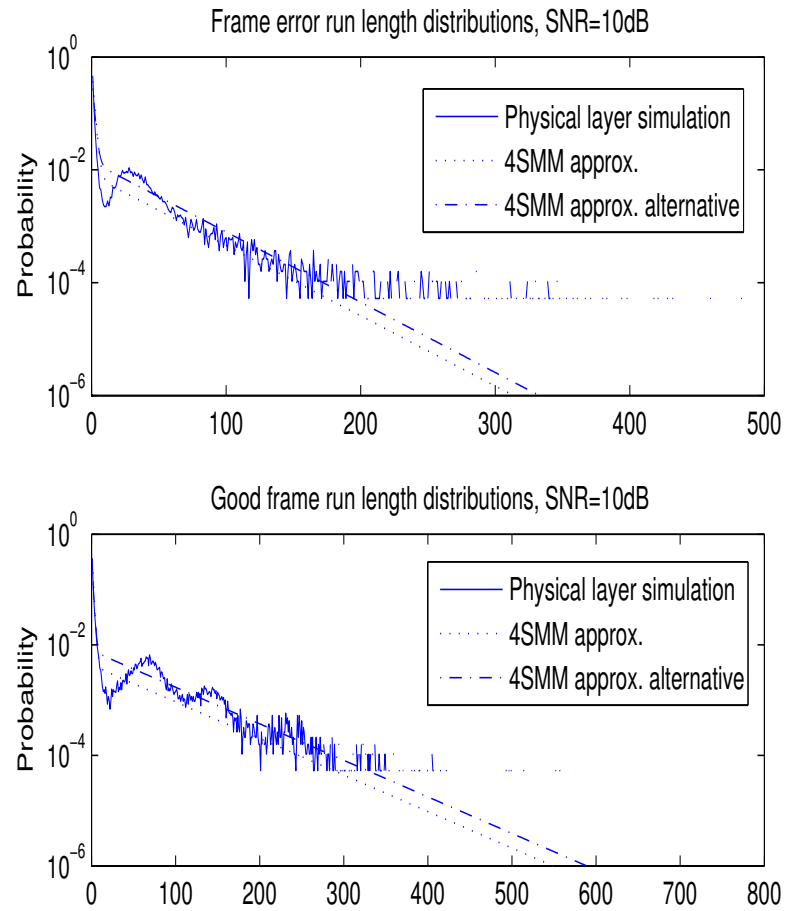 Frame error run length distributions, SNR=10dB
10^0
10^-2
10^-4
10^-6
Probability
Physical layer simulation
4SMM approx.
4SMM approx. alternative
0 100 200 300 400 500
Good frame run length distributions, SNR=10dB
10^0
10^-2
10^-4
10^-6
Probability
Physical layer simulation
4SMM approx.
4SMM approx. alternative
0 100 200 300 400 500 600 700 800